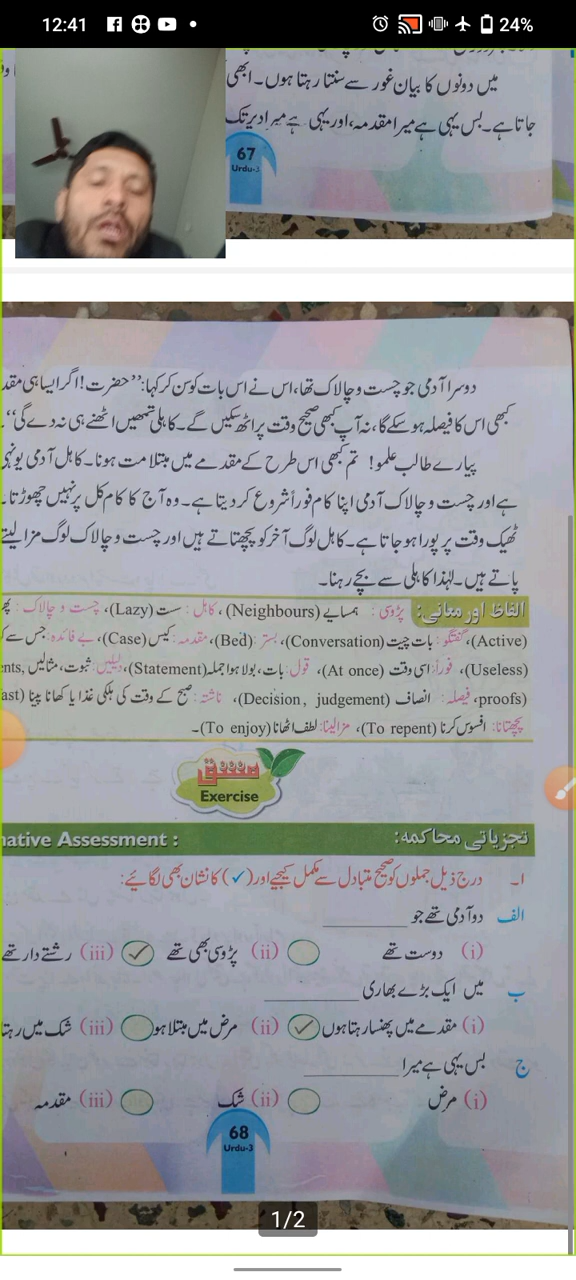 12:41
24%
میں دونوں کا بیان غور سے سنتا رہتا ہوں۔ ابھی
جاتا ہے۔ بس یہی ہے میرا مقدمہ، اور یہی ہے میرا دیر تک
67
Urdu-3
دوسرا آدمی جو چست و چالاک تھا، اس نے اس بات کو سن کر کہا: ’’حضرت! اگر ایسا ہی مقد
کبھی اس کا فیصلہ ہو سکے گا، نہ آپ کبھی صحیح وقت پر اٹھ سکیں گے۔ کاہلی تمھیں اٹھنے ہی نہ دے گی‘‘۔
پیارے طالب علمو! تم کبھی اس طرح کے مقدمے میں مبتلا مت ہونا۔ کاہل آدمی یونہی
ہے اور چست و چالاک آدمی اپنا کام فوراً شروع کر دیتا ہے۔ وہ آج کا کام کل پر نہیں چھوڑتا۔
ٹھیک وقت پر پورا ہو جاتا ہے۔ کاہل لوگ آخر کو پچھتاتے ہیں اور چست و چالاک لوگ مزا لیتے
پاتے ہیں۔ لہٰذا کاہلی سے بچے رہنا۔
الفاظ اور معانی: پڑوسی: ہمسایے (Neighbours)، کاہل: سست (Lazy)، چست و چالاک: پھر
(Active)، گفتگو: بات چیت (Conversation)، بستر: (Bed)، مقدمہ: کیس (Case)، بے فائدہ: جس سے کو
(Useless)، فوراً: اسی وقت (At once)، قول: بات، بولا ہوا جملہ (Statement)، دلیلیں: ثبوت، مثالیں (nts,
proofs)، فیصلہ: انصاف (Decision, judgement)، ناشتہ: صبح کے وقت کی ہلکی غذا یا کھانا پینا (ast
پچھتانا: افسوس کرنا (To repent)، مزا لینا: لطف اٹھانا (To enjoy)۔
مشق
Exercise
تجزیاتی محاکمہ: native Assessment :
۱۔ درج ذیل جملوں کو صحیح متبادل سے مکمل کیجیے اور (✓) کا نشان بھی لگائیے:
الف دو آدمی تھے جو ________
(i) دوست تھے (ii) پڑوسی بھی تھے ✓ (iii) رشتے دار تھے
ب میں ایک بڑے بھاری ________
(i) مقدمے میں پھنسا رہتا ہوں ✓ (ii) مرض میں مبتلا ہو (iii) شک میں رہتا
ج بس یہی ہے میرا ________
(i) مرض (ii) شک (iii) مقدمہ
68
Urdu-3
1/2